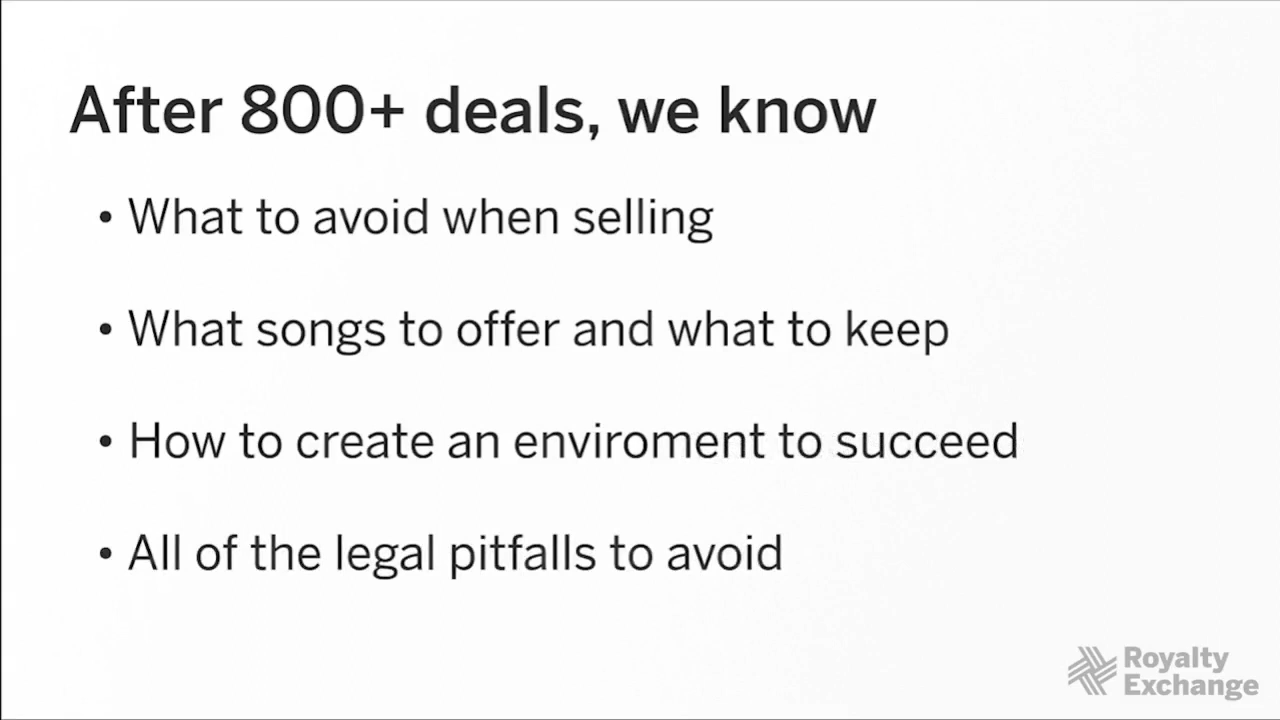 After 800+ deals, we know
• What to avoid when selling
• What songs to offer and what to keep
• How to create an enviroment to succeed
• All of the legal pitfalls to avoid
Royalty
Exchange